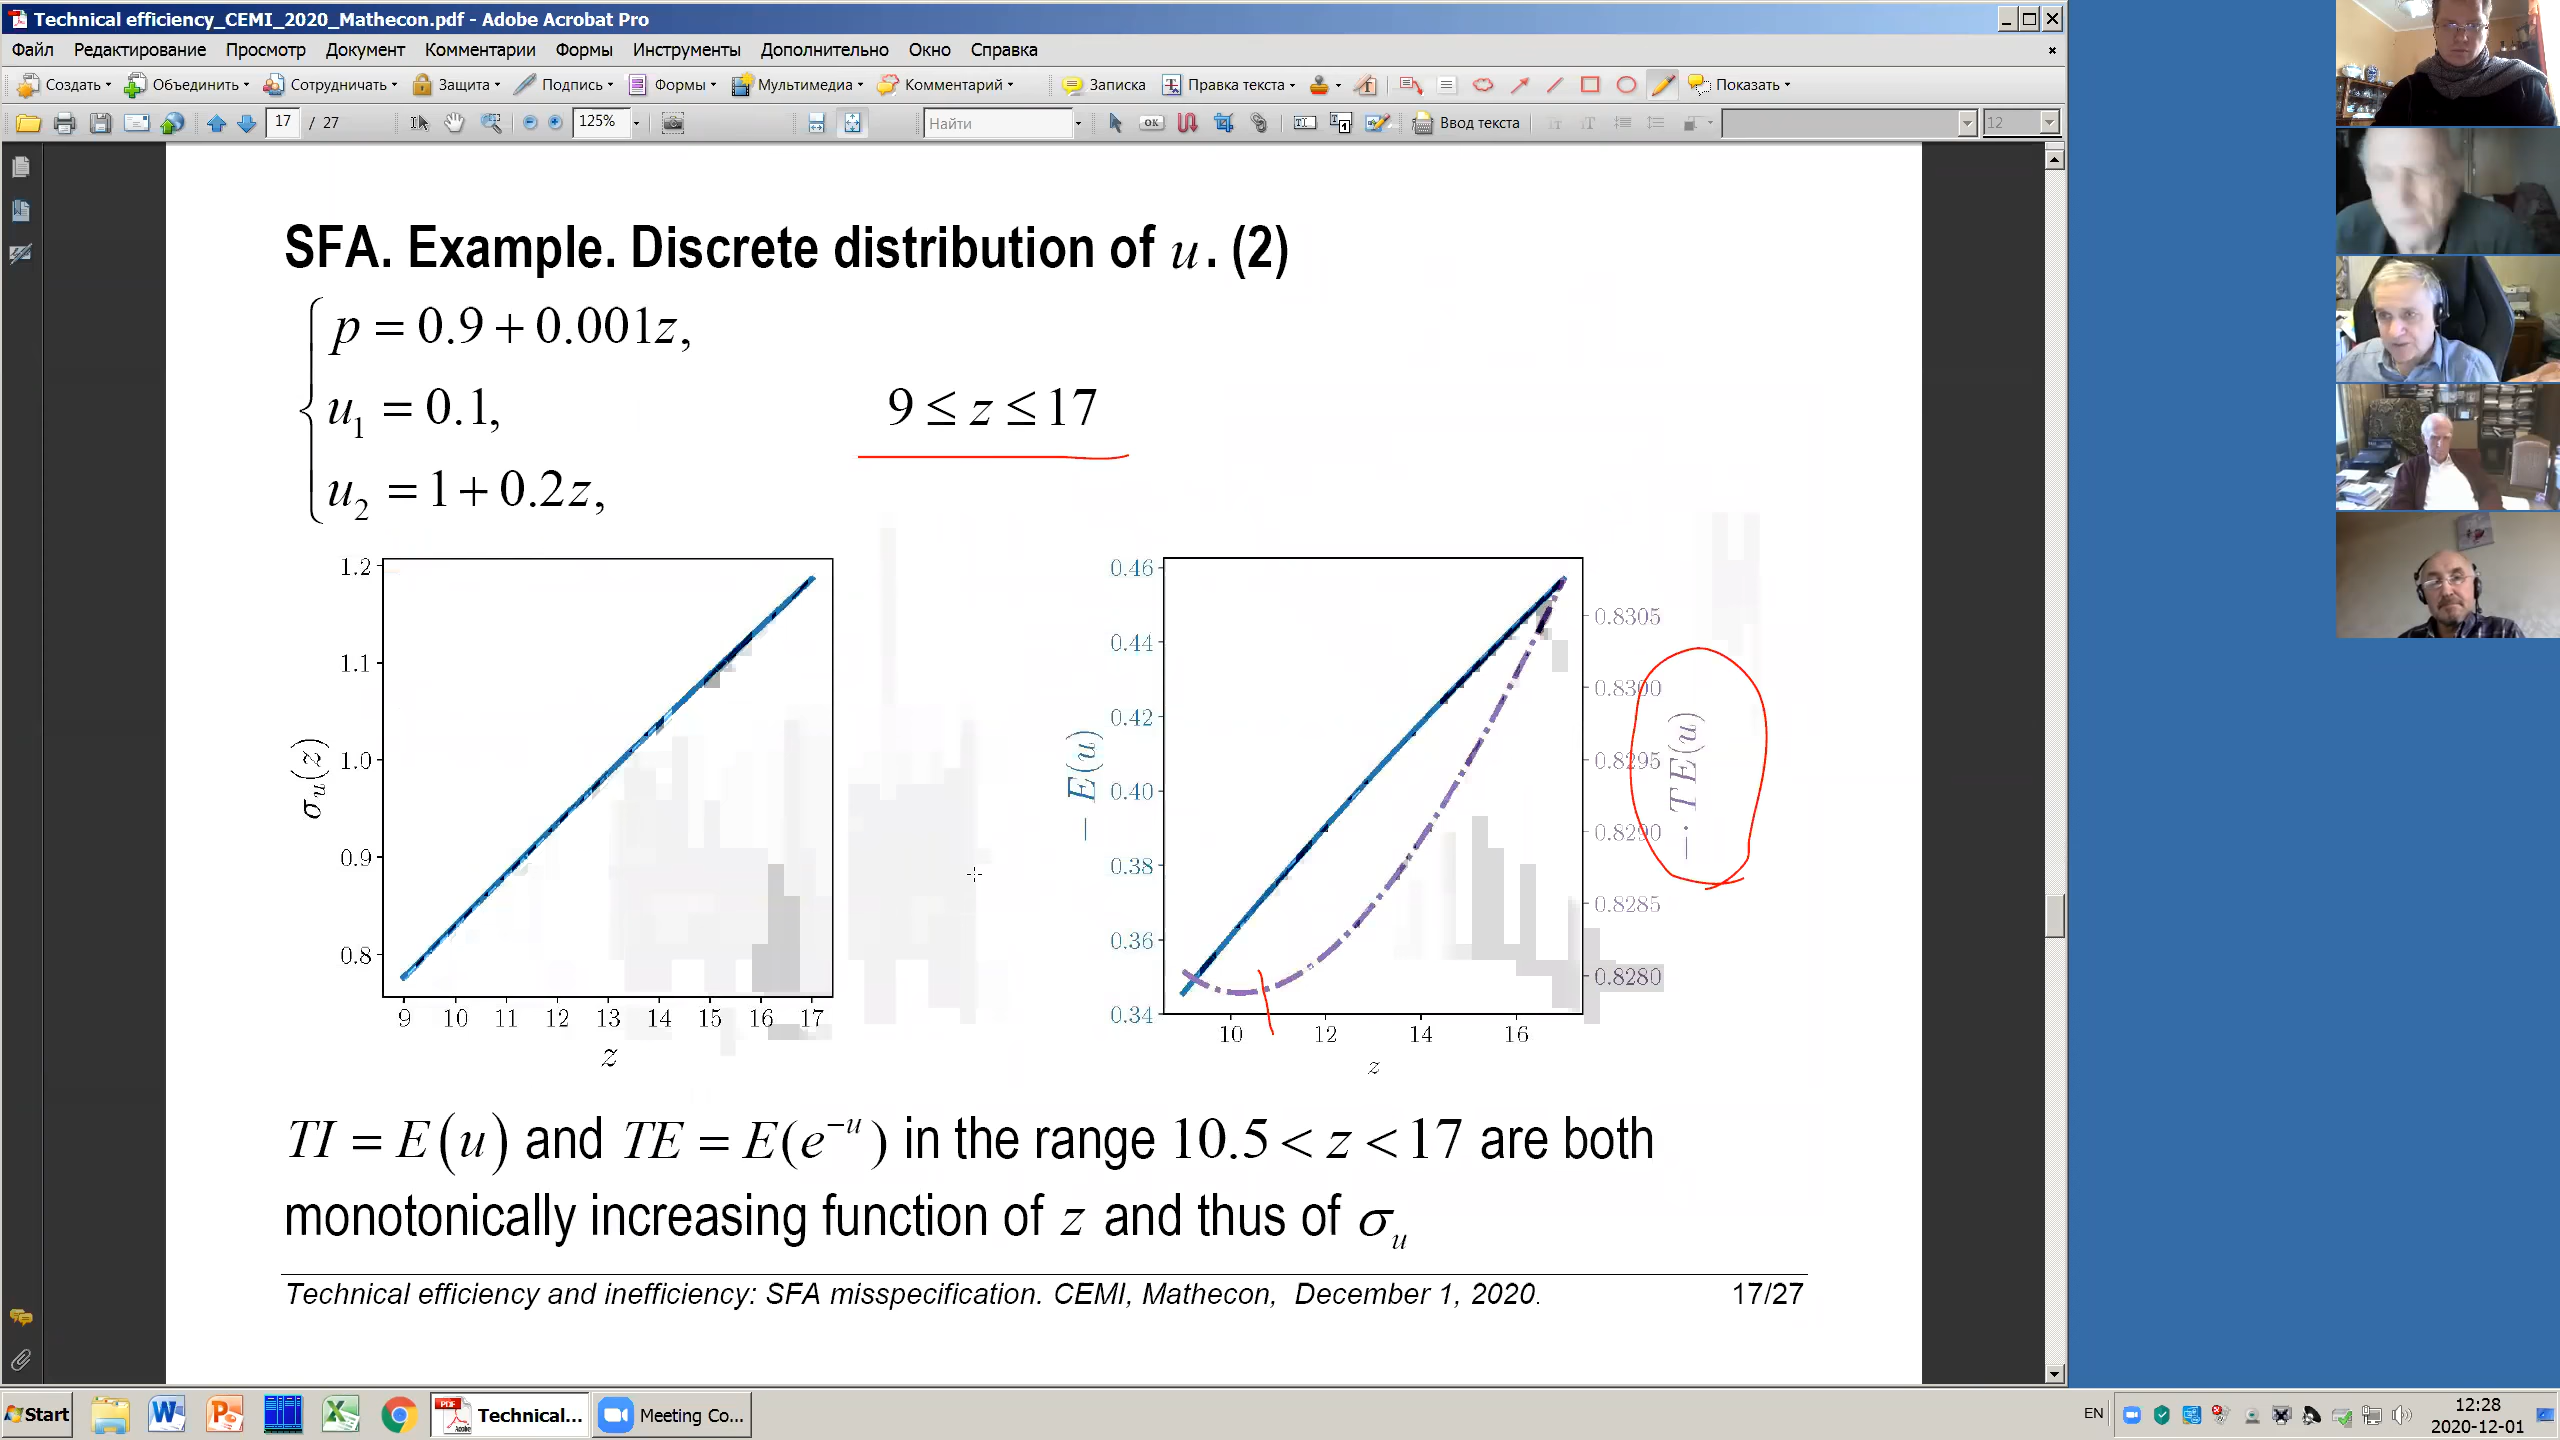 Technical efficiency_CEMI_2020_Mathecon.pdf - Adobe Acrobat Pro
Файл Редактирование Просмотр Документ Комментарии Формы Инструменты Дополнительно Окно Справка
Создать Объединить Сотрудничать Защита Подпись Формы Мультимедиа Комментарий Записка Правка текста Показать
17 / 27 125% Найти OK Ввод текста 12
SFA. Example. Discrete distribution of u. (2)
p = 0.9 + 0.001z,
u₁ = 0.1,
9 ≤ z ≤ 17
u₂ = 1 + 0.2z,
1.2
1.1
1.0
0.9
0.8
σᵤ(z)
9 10 11 12 13 14 15 16 17
z
0.46
0.44
0.42
0.40
0.38
0.36
0.34
— E(u)
10 12 14 16
z
0.8305
0.8300
0.8295
0.8290
0.8285
0.8280
—· TE(u)
TI = E(u) and TE = E(e⁻ᵘ) in the range 10.5 < z < 17 are both
monotonically increasing function of z and thus of σᵤ
Technical efficiency and inefficiency: SFA misspecification. CEMI, Mathecon, December 1, 2020. 17/27
Start Technical... Meeting Co... EN 12:28
2020-12-01